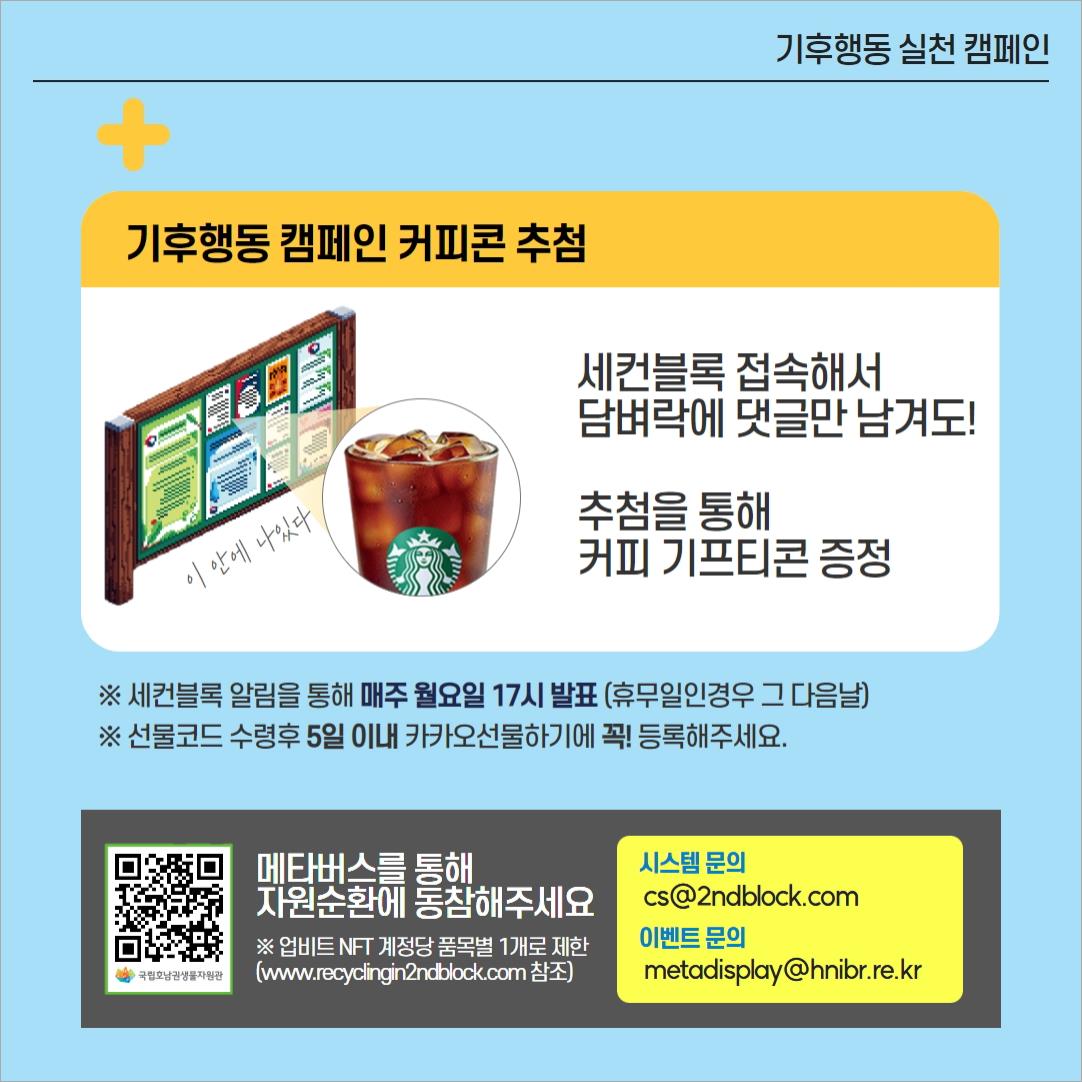 기후행동 실천 캠페인
기후행동 캠페인 커피콘 추첨
세컨블록 접속해서
담벼락에 댓글만 남겨도!
추첨을 통해
커피 기프티콘 증정
이 안에 나있다
※ 세컨블록 알림을 통해 매주 월요일 17시 발표 (휴무일인경우 그 다음날)
※ 선물코드 수령후 5일 이내 카카오선물하기에 꼭! 등록해주세요.
국립호남권생물자원관
메타버스를 통해
자원순환에 동참해주세요
※ 업비트 NFT 계정당 품목별 1개로 제한
(www.recyclingin2ndblock.com 참조)
시스템 문의
cs@2ndblock.com
이벤트 문의
metadisplay@hnibr.re.kr